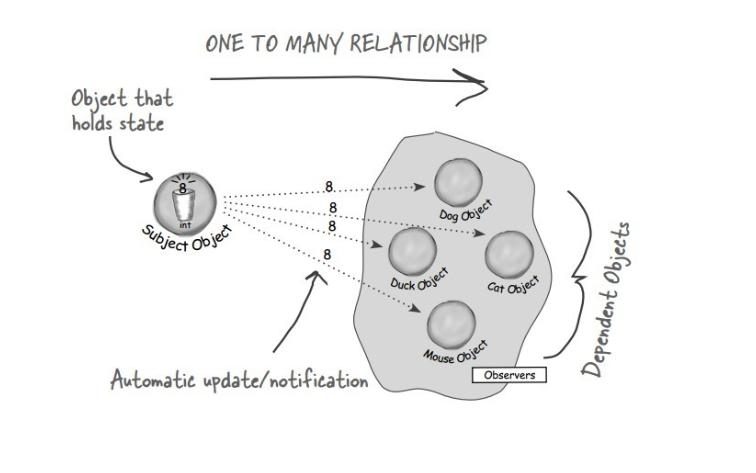 ONE TO MANY RELATIONSHIP
Object that
holds state
8
int
Subject Object
8
8
8
8
Dog Object
Duck Object
Cat Object
Mouse Object
Observers
Automatic update/notification
Dependent Objects